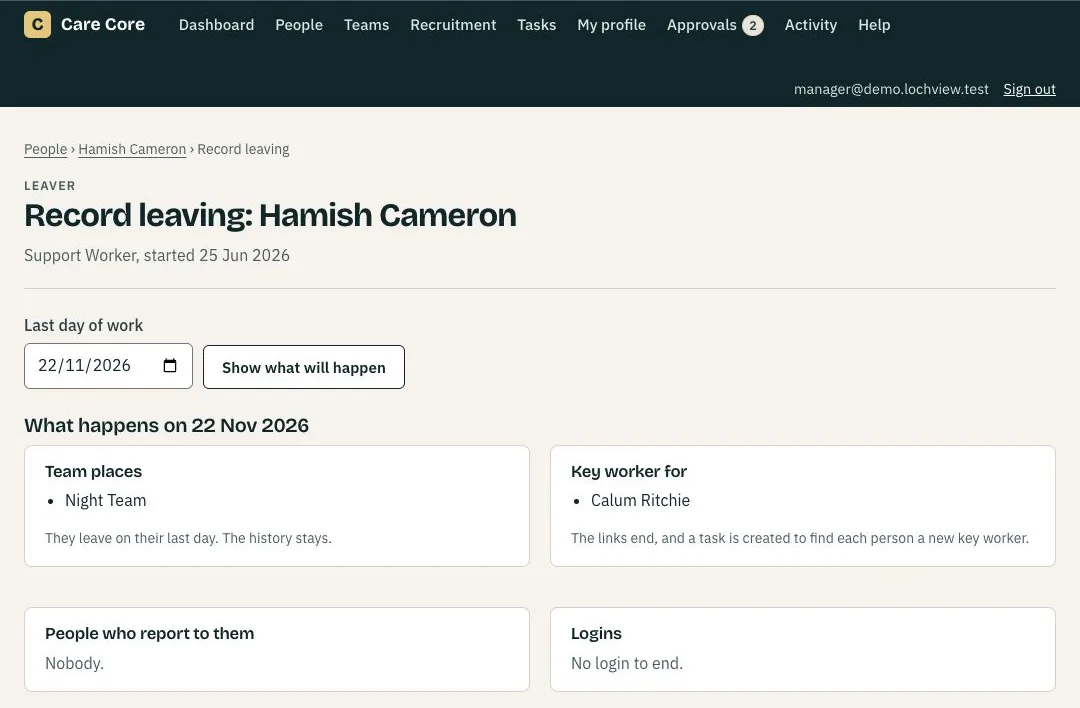 C Care Core Dashboard People Teams Recruitment Tasks My profile Approvals 2 Activity Help
manager@demo.lochview.test Sign out
People › Hamish Cameron › Record leaving
LEAVER
Record leaving: Hamish Cameron
Support Worker, started 25 Jun 2026
Last day of work
22/11/2026 Show what will happen
What happens on 22 Nov 2026
Team places
• Night Team
They leave on their last day. The history stays.
Key worker for
• Calum Ritchie
The links end, and a task is created to find each person a new key worker.
People who report to them
Nobody.
Logins
No login to end.